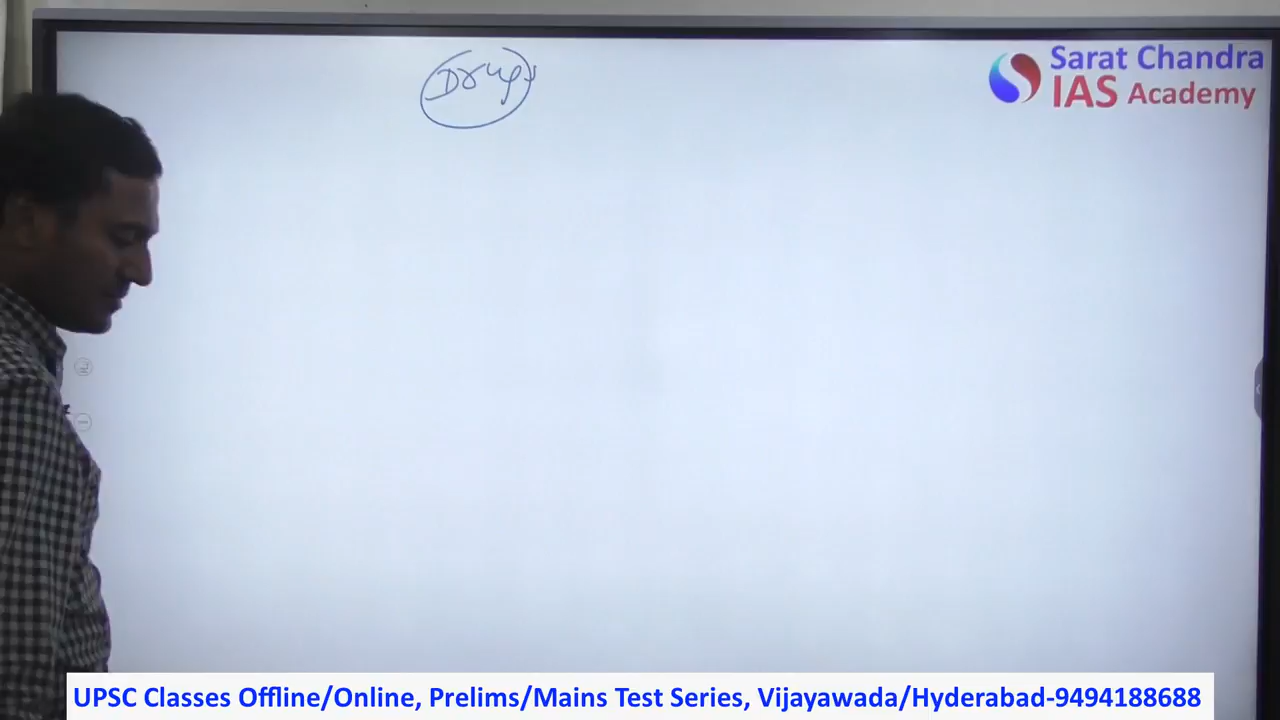 Drugs
Sarat Chandra
IAS Academy
UPSC Classes Offline/Online, Prelims/Mains Test Series, Vijayawada/Hyderabad-9494188688